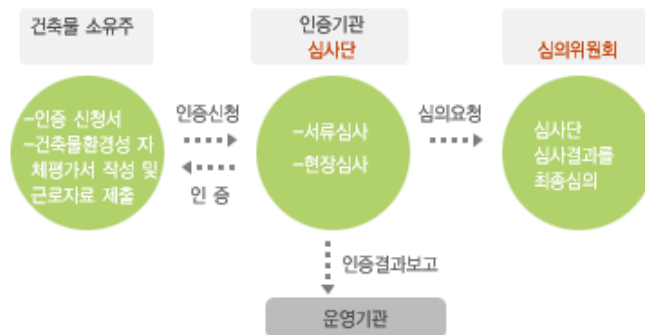 건축물 소유주
인증기관
심사단
심의위원회
-인증 신청서
-건축물환경성 자
체평가서 작성 및
근로자료 제출
인증신청
인 증
-서류심사
-현장심사
심의요청
심사단
심사결과를
최종심의
인증결과보고
운영기관